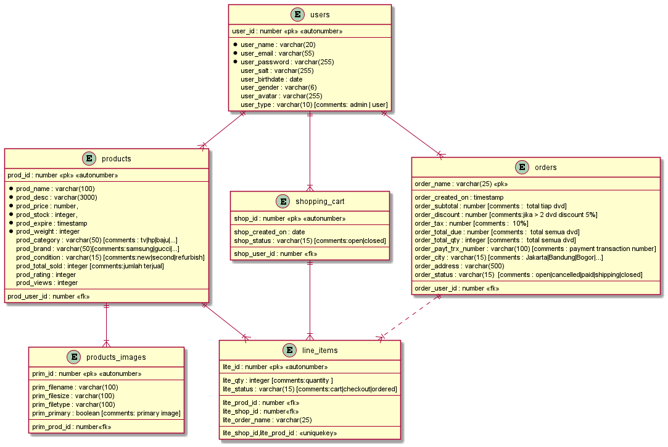 E users
user_id : number «pk» «autonumber»
user_name : varchar(20)
user_email : varchar(55)
user_password : varchar(255)
user_salt : varchar(255)
user_birthdate : date
user_gender : varchar(6)
user_avatar : varchar(255)
user_type : varchar(10) [comments: admin | user]
E products
prod_id : number «pk» «autonumber»
prod_name : varchar(100)
prod_desc : varchar(3000)
prod_price : number,
prod_stock : integer,
prod_expire : timestamp
prod_weight : integer
prod_category : varchar(50) [comments : tv|hp|baju|...]
prod_brand : varchar(50)[comments:samsung|gucci|...]
prod_condition : varchar(15) [comments:new|second|refurbish]
prod_total_sold : integer [comments:jumlah terjual]
prod_rating : integer
prod_views : integer
prod_user_id : number «fk»
E shopping_cart
shop_id : number «pk» «autonumber»
shop_created_on : date
shop_status : varchar(15) [comments:open|closed]
shop_user_id : number «fk»
E orders
order_name : varchar(25) «pk»
order_created_on : timestamp
order_subtotal : number [comments : total tiap dvd]
order_discount : number [comments:jika > 2 dvd discount 5%]
order_tax : number [comments : 10%]
order_total_due : number [comments : total semua dvd]
order_total_qty : integer [comments : total semua dvd]
order_payt_trx_number : varchar(100) [comments : payment transaction number]
order_city : varchar(15) [comments : Jakarta|Bandung|Bogor|...]
order_address : varchar(500)
order_status : varchar(15) [comments : open|cancelled|paid|shipping|closed]
order_user_id : number «fk»
E products_images
prim_id : number «pk» «autonumber»
prim_filename : varchar(100)
prim_filesize : varchar(100)
prim_filetype : varchar(100)
prim_primary : boolean [comments: primary image]
prim_prod_id : number«fk»
E line_items
lite_id : number «pk» «autonumber»
lite_qty : integer [comments:quantity ]
lite_status : varchar(15) [comments:cart|checkout|ordered]
lite_prod_id : number «fk»
lite_shop_id : number«fk»
lite_order_name : varchar(25)
lite_shop_id,lite_prod_id : «uniquekey»